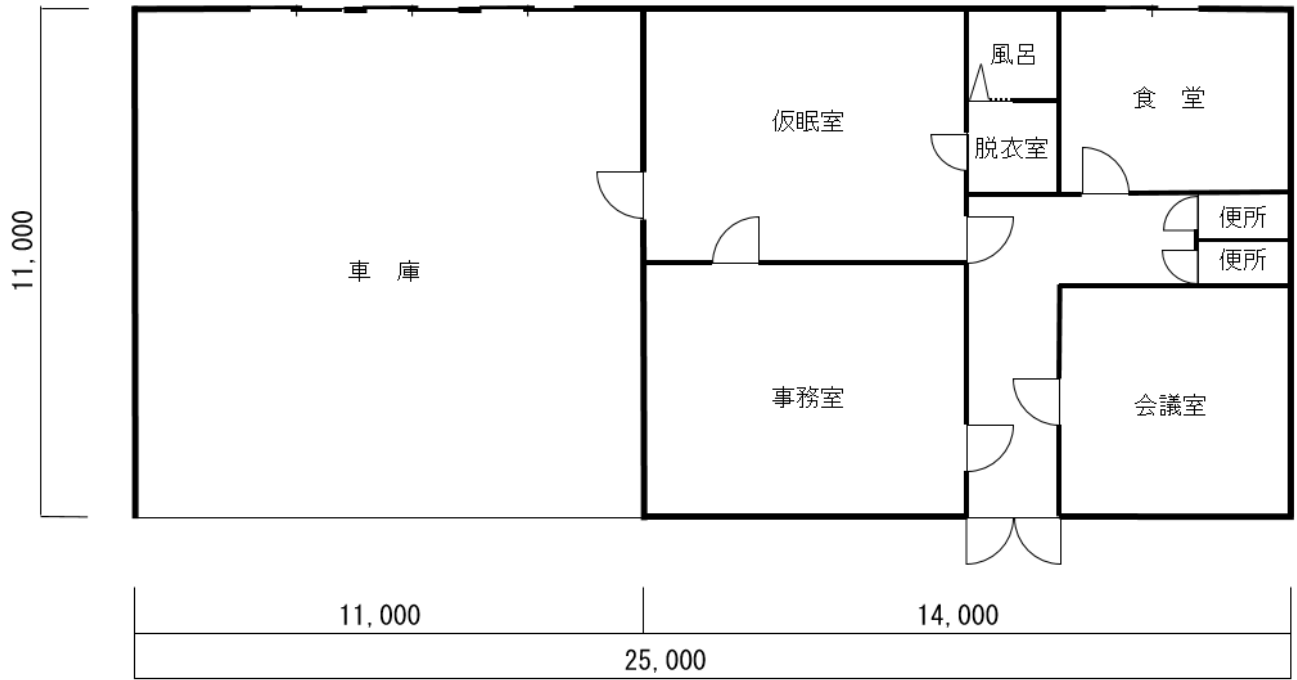 風呂
食　堂
仮眠室
脱衣室
便所
便所
車　庫
事務室
会議室
11,000
11,000
14,000
25,000